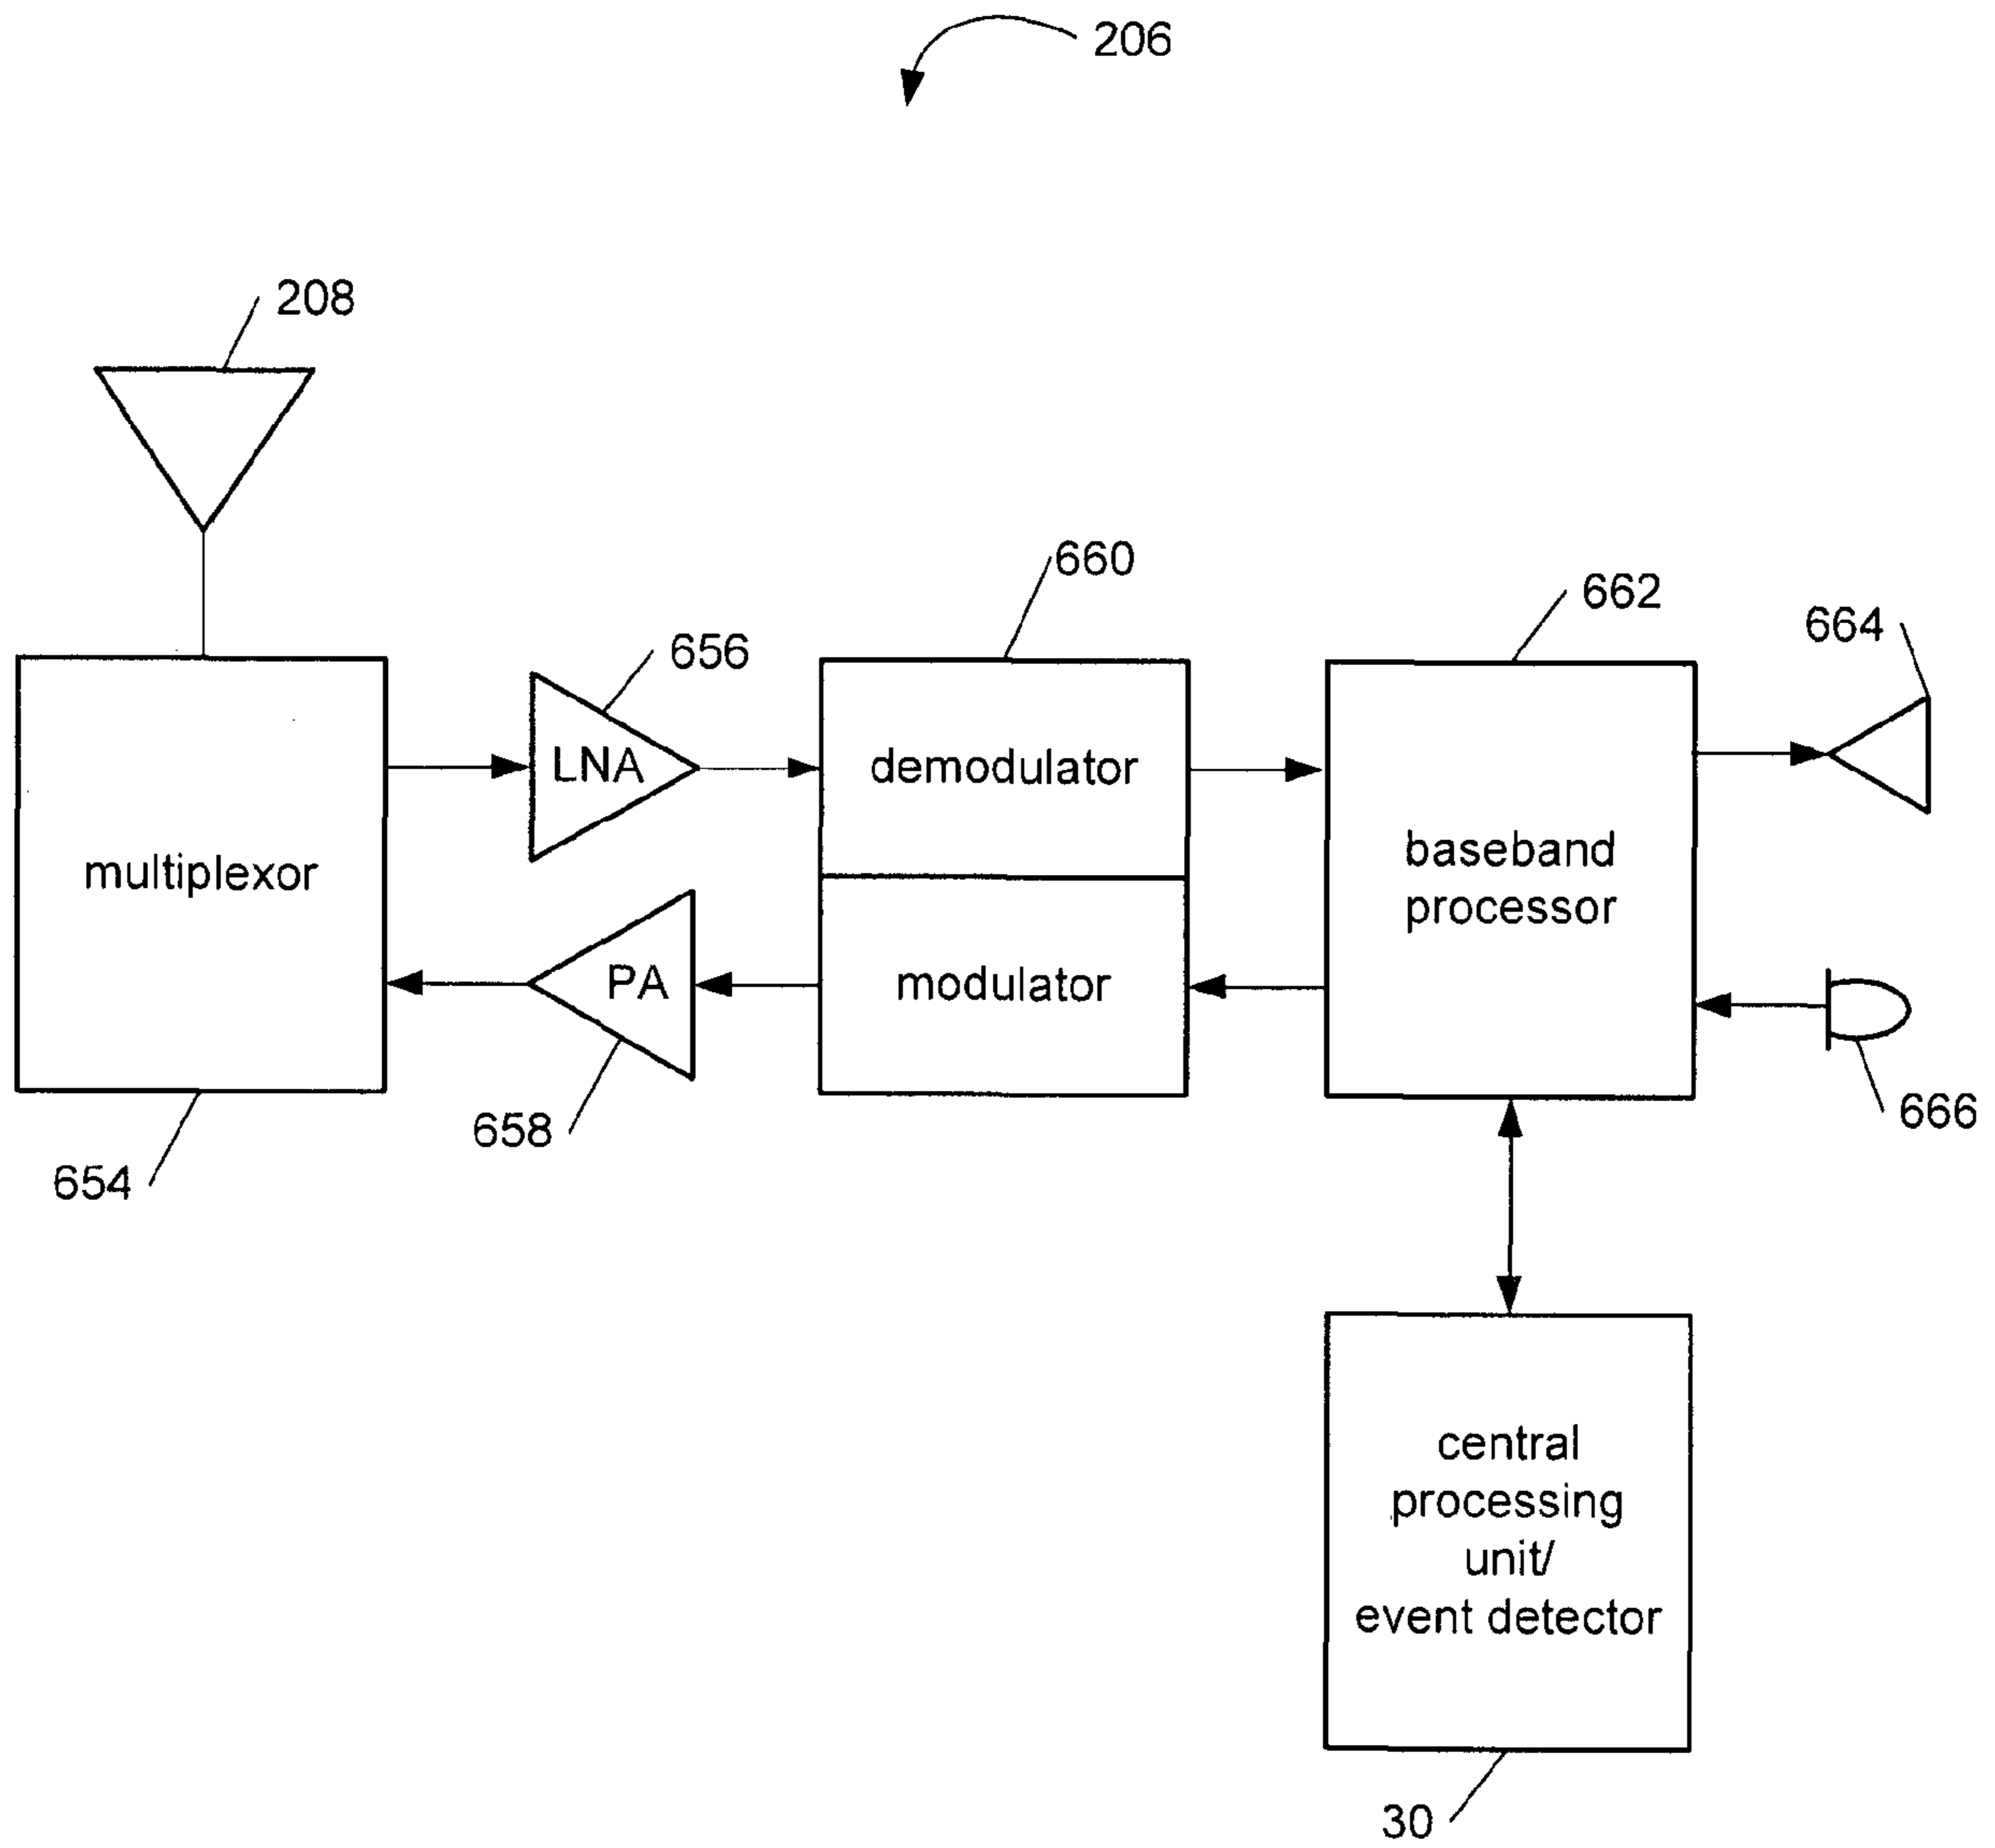 206
208
660
662
664
656
LNA
demodulator
multiplexor
baseband
processor
PA
modulator
658
666
654
central
processing
unit/
event detector
30